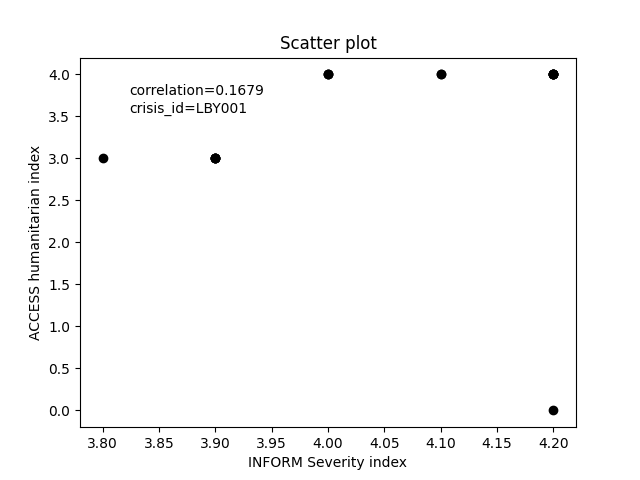 Scatter plot
correlation=0.1679
crisis_id=LBY001
ACCESS humanitarian index
4.0
3.5
3.0
2.5
2.0
1.5
1.0
0.5
0.0
3.80 3.85 3.90 3.95 4.00 4.05 4.10 4.15 4.20
INFORM Severity index